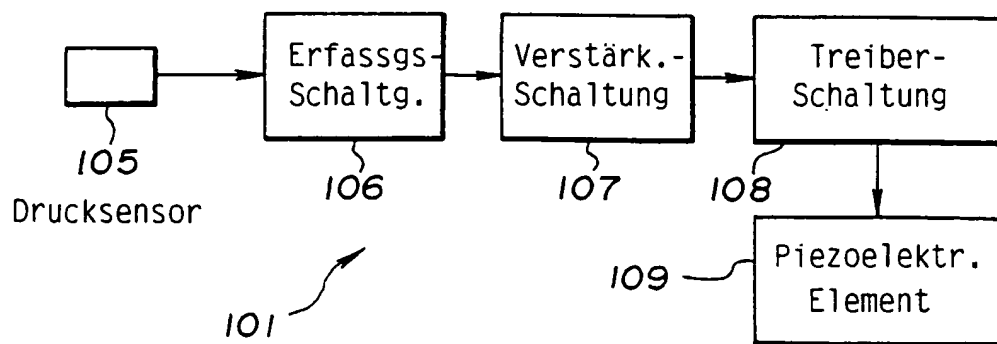 Erfassgs-
Schaltg.
Verstärk.-
Schaltung
Treiber-
Schaltung
105
106
107
108
Drucksensor
Piezoelektr.
Element
109
101